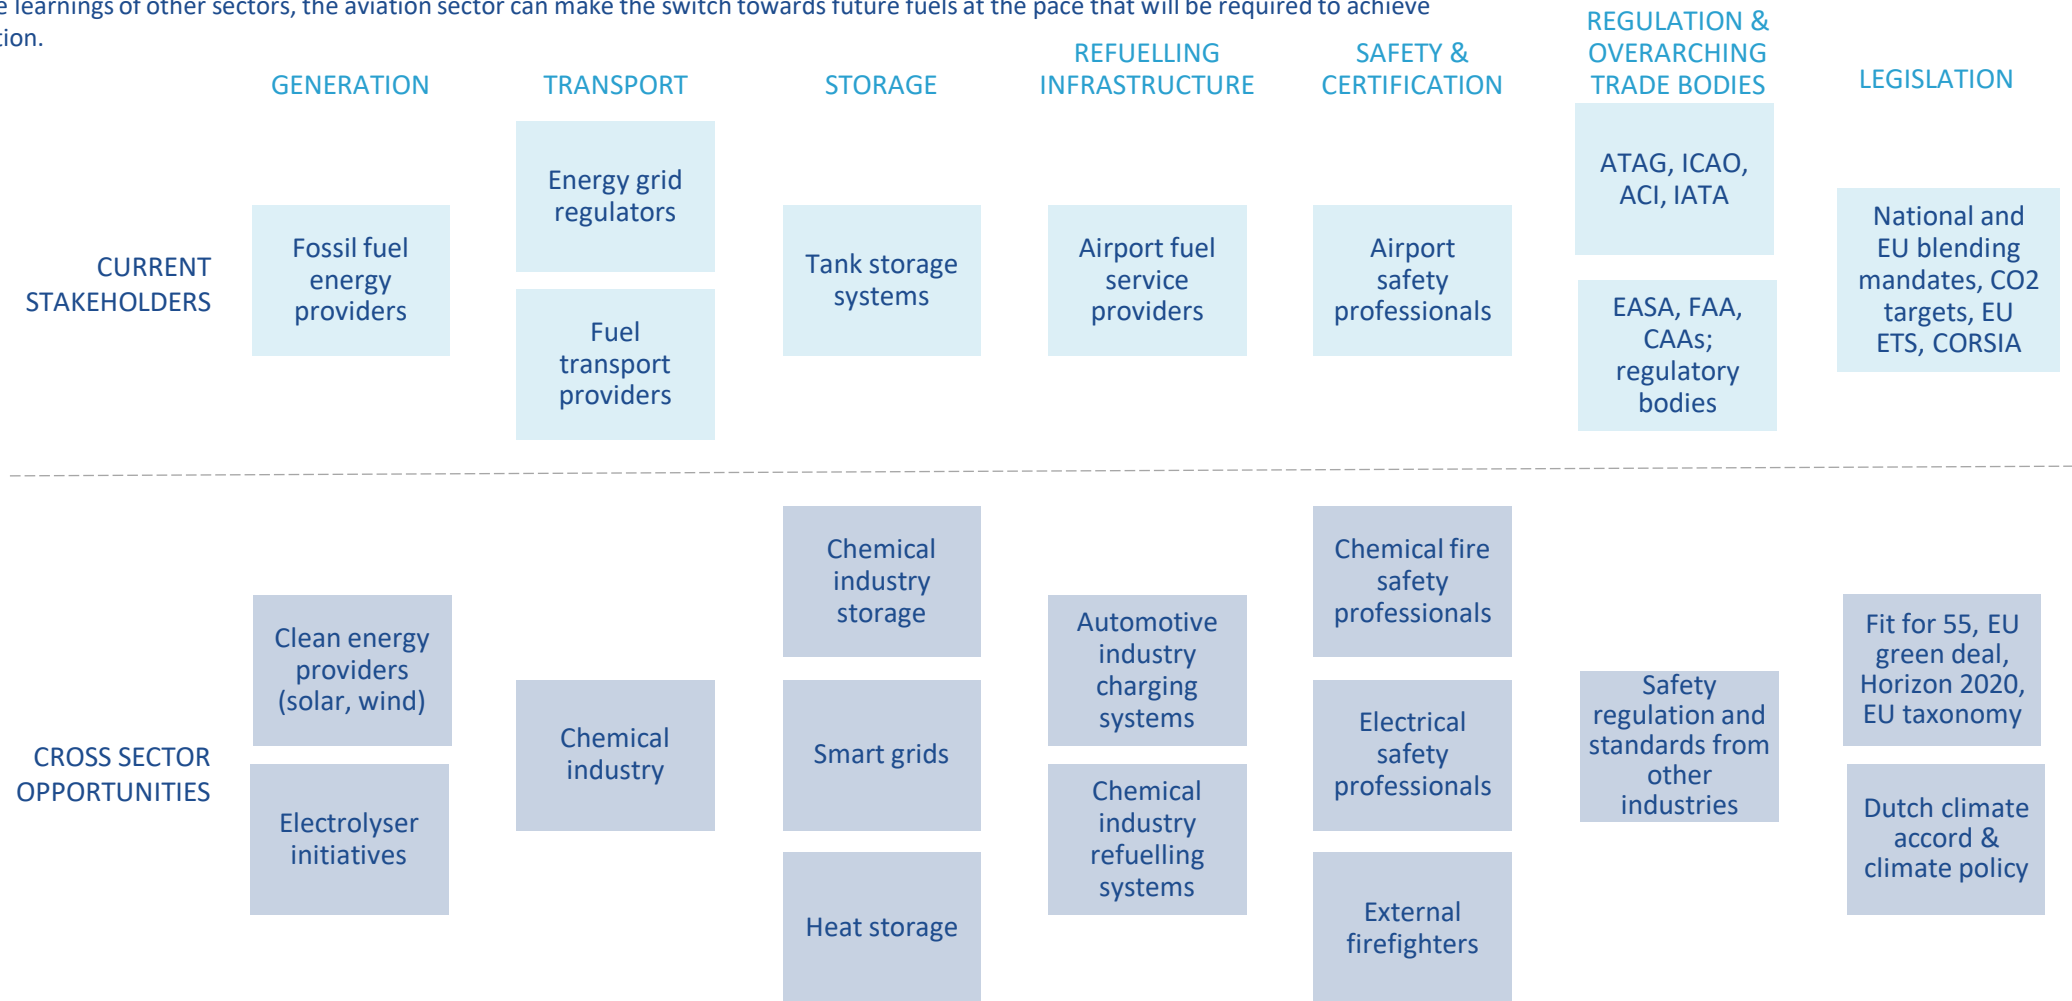 learnings of other sectors, the aviation sector can make the switch towards future fuels at the pace that will be required to achieve
GENERATION
TRANSPORT
STORAGE
REFUELLING
INFRASTRUCTURE
SAFETY &
CERTIFICATION
REGULATION &
OVERARCHING
TRADE BODIES
LEGISLATION
CURRENT
STAKEHOLDERS
Fossil fuel
energy
providers
Energy grid
regulators
Fuel
transport
providers
Tank storage
systems
Airport fuel
service
providers
Airport
safety
professionals
ATAG, ICAO,
ACI, IATA
EASA, FAA,
CAAs;
regulatory
bodies
National and
EU blending
mandates, CO2
targets, EU
ETS, CORSIA
CROSS SECTOR
OPPORTUNITIES
Clean energy
providers
(solar, wind)
Electrolyser
initiatives
Chemical
industry
Chemical
industry
storage
Smart grids
Heat storage
Automotive
industry
charging
systems
Chemical
industry
refuelling
systems
Chemical fire
safety
professionals
Electrical
safety
professionals
External
firefighters
Safety
regulation and
standards from
other
industries
Fit for 55, EU
green deal,
Horizon 2020,
EU taxonomy
Dutch climate
accord &
climate policy